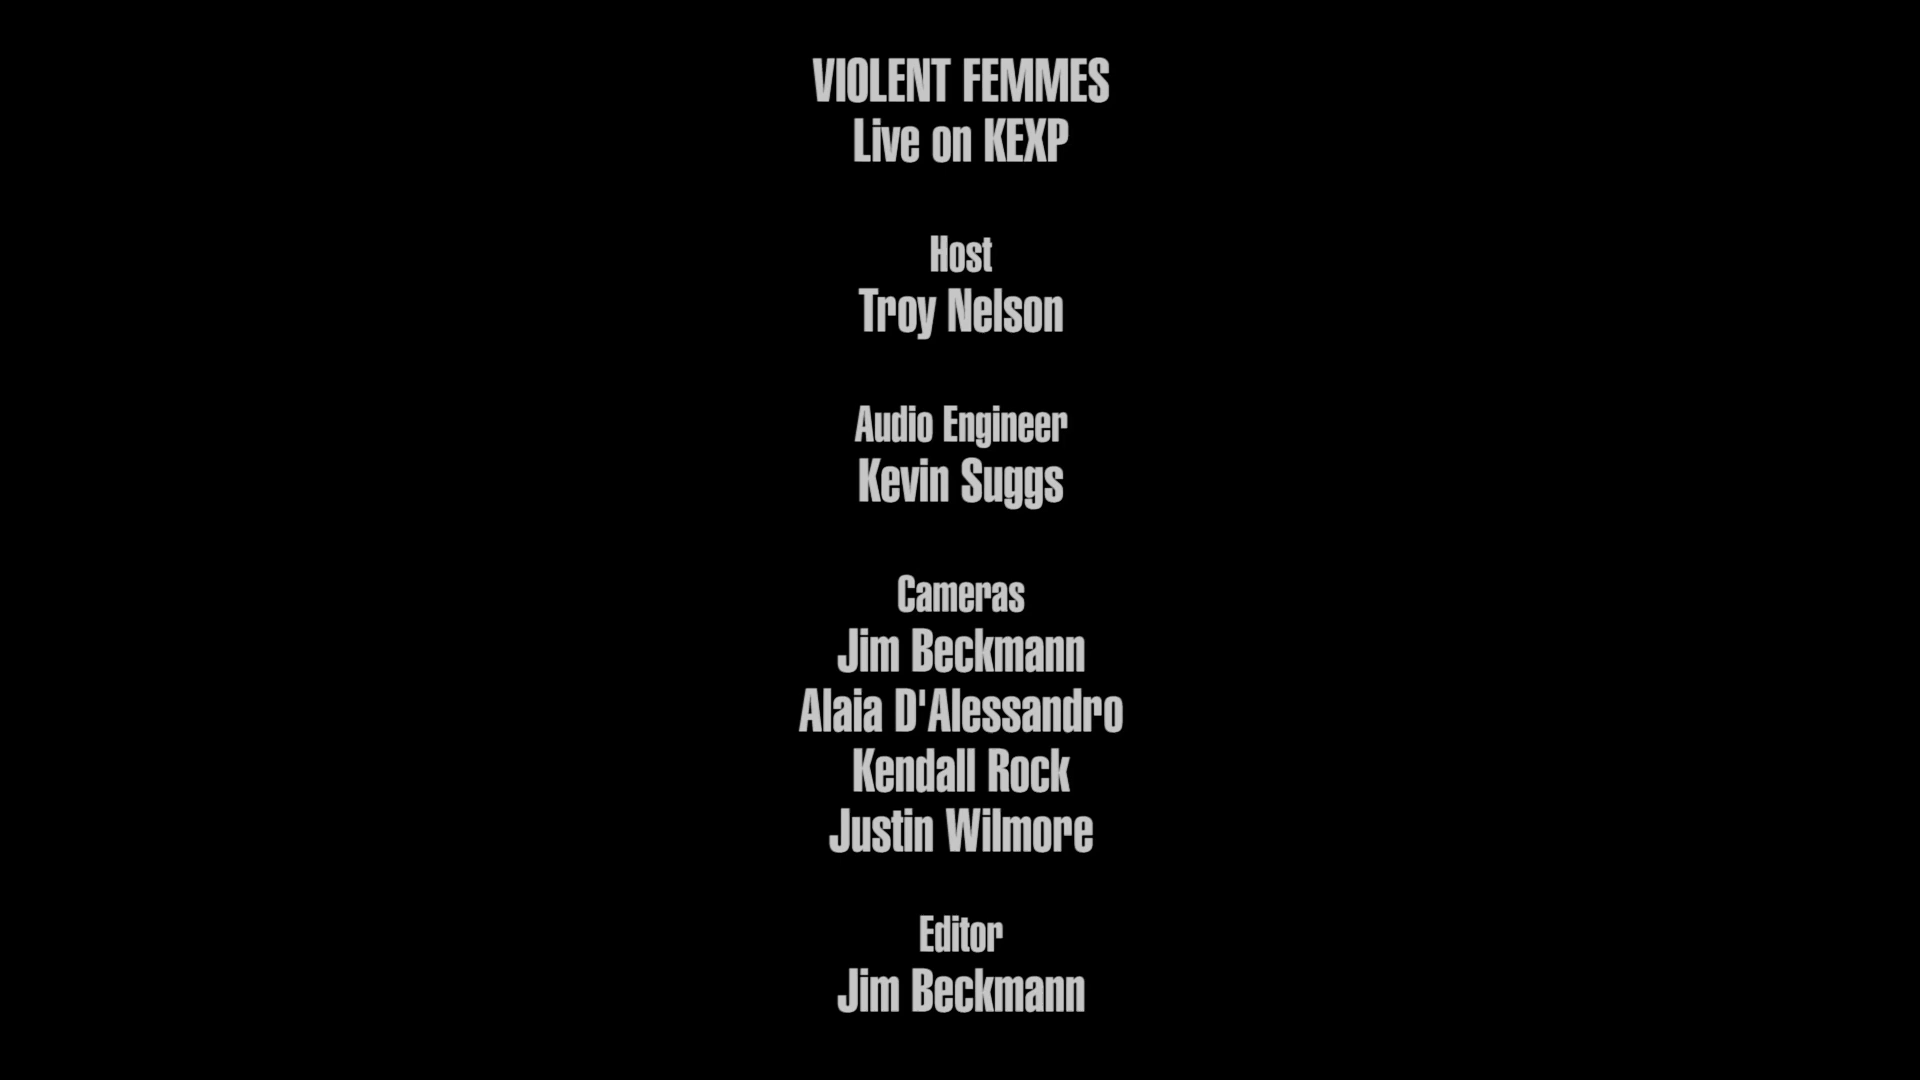 VIOLENT FEMMES
Live on KEXP
Host
Troy Nelson
Audio Engineer
Kevin Suggs
Cameras
Jim Beckmann
Alaia D'Alessandro
Kendall Rock
Justin Wilmore
Editor
Jim Beckmann